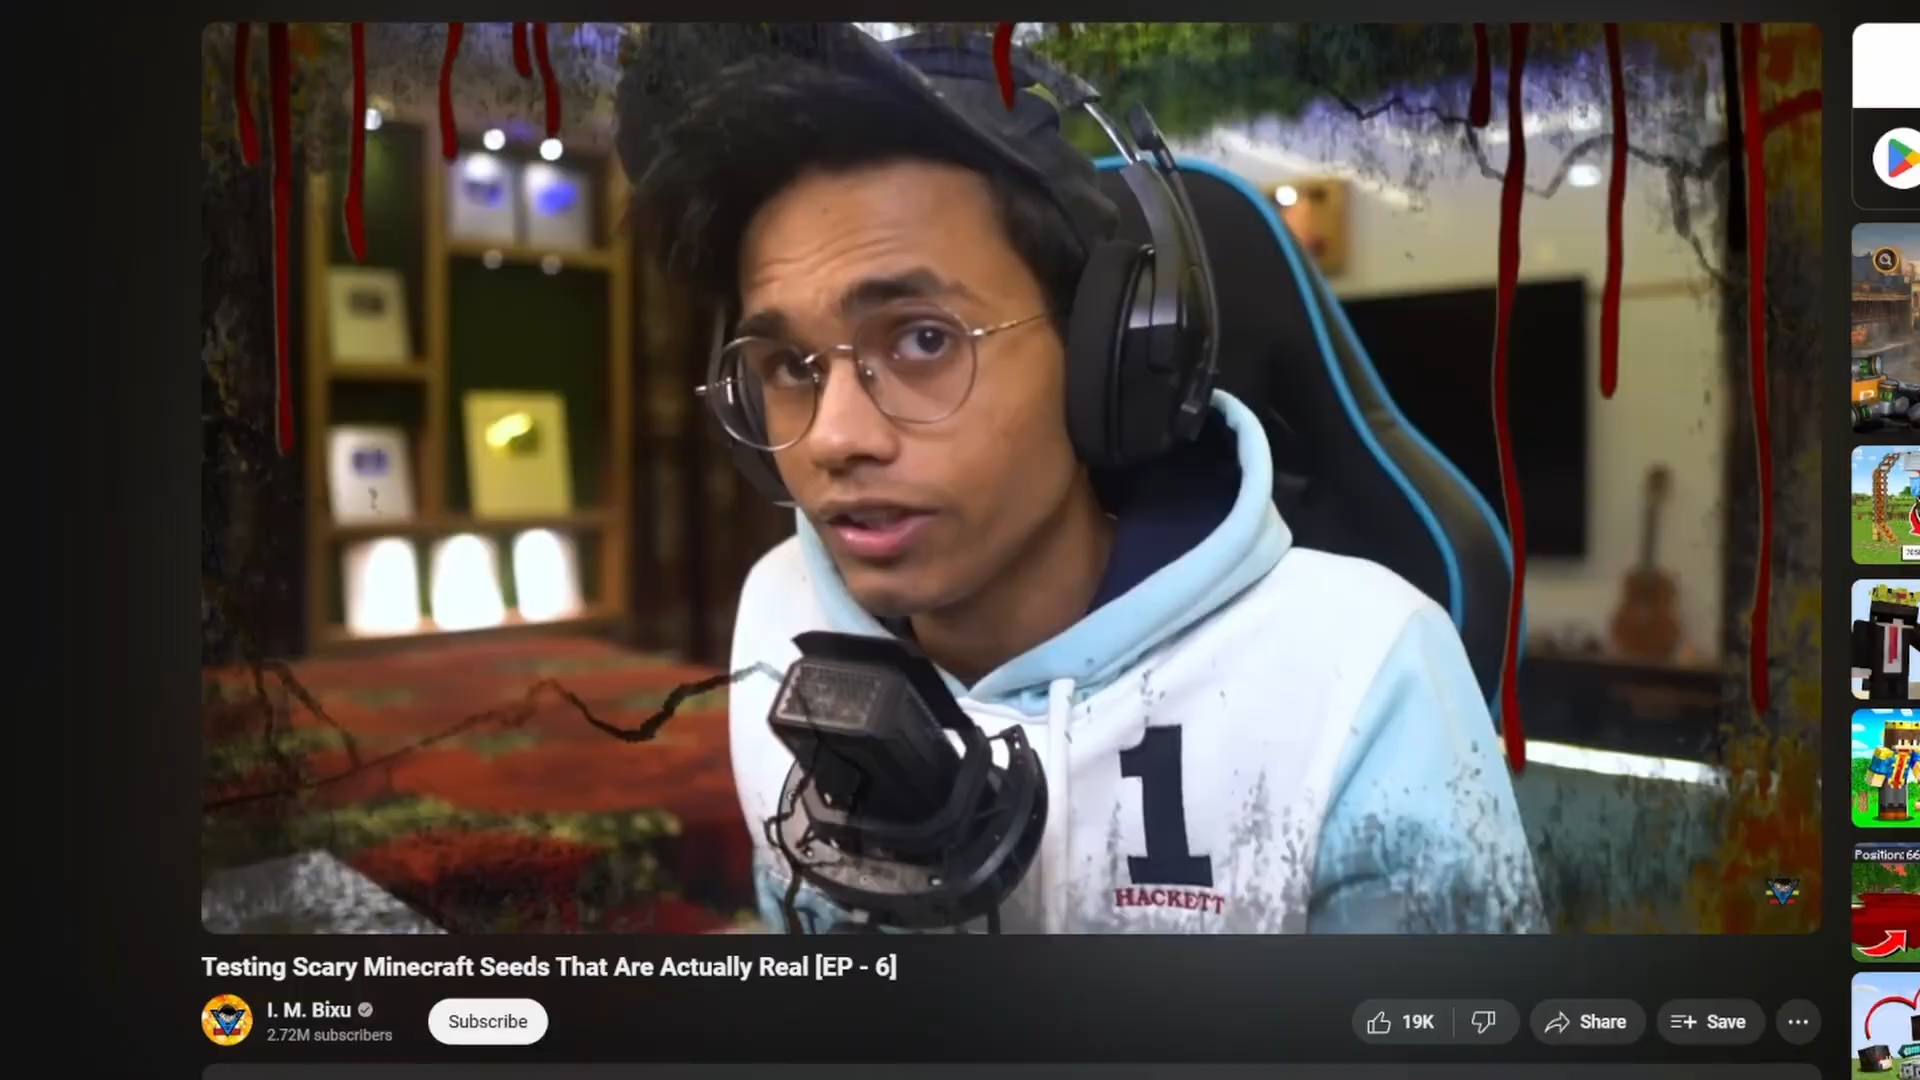 1
HACKETT
Testing Scary Minecraft Seeds That Are Actually Real [EP - 6]
I. M. Bixu
2.72M subscribers
Subscribe
19K
Share
Save
Position: 66